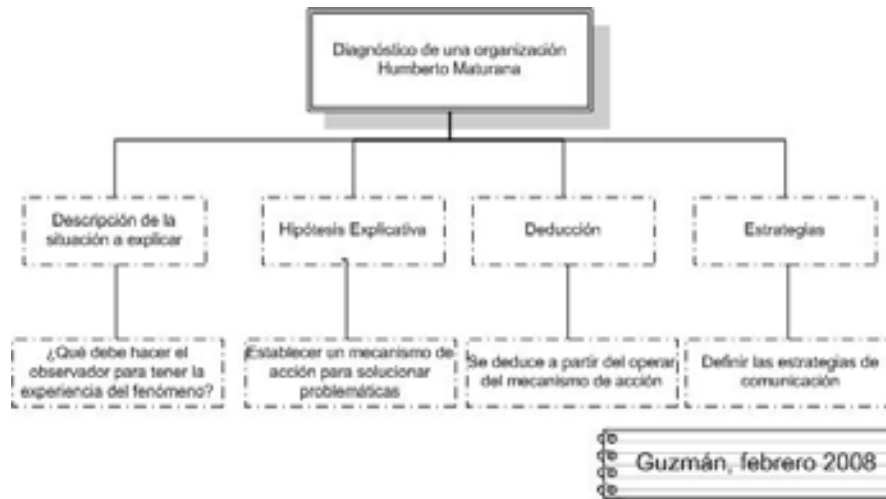 Diagnóstico de una organización
Humberto Maturana
Descripción de la
situación a explicar
Hipótesis Explicativa
Deducción
Estrategias
¿Qué debe hacer el
observador para tener la
experiencia del fenómeno?
Establecer un mecanismo de
acción para solucionar
problemáticas
Se deduce a partir del operar
del mecanismo de acción
Definir las estrategias de
comunicación
Guzmán, febrero 2008